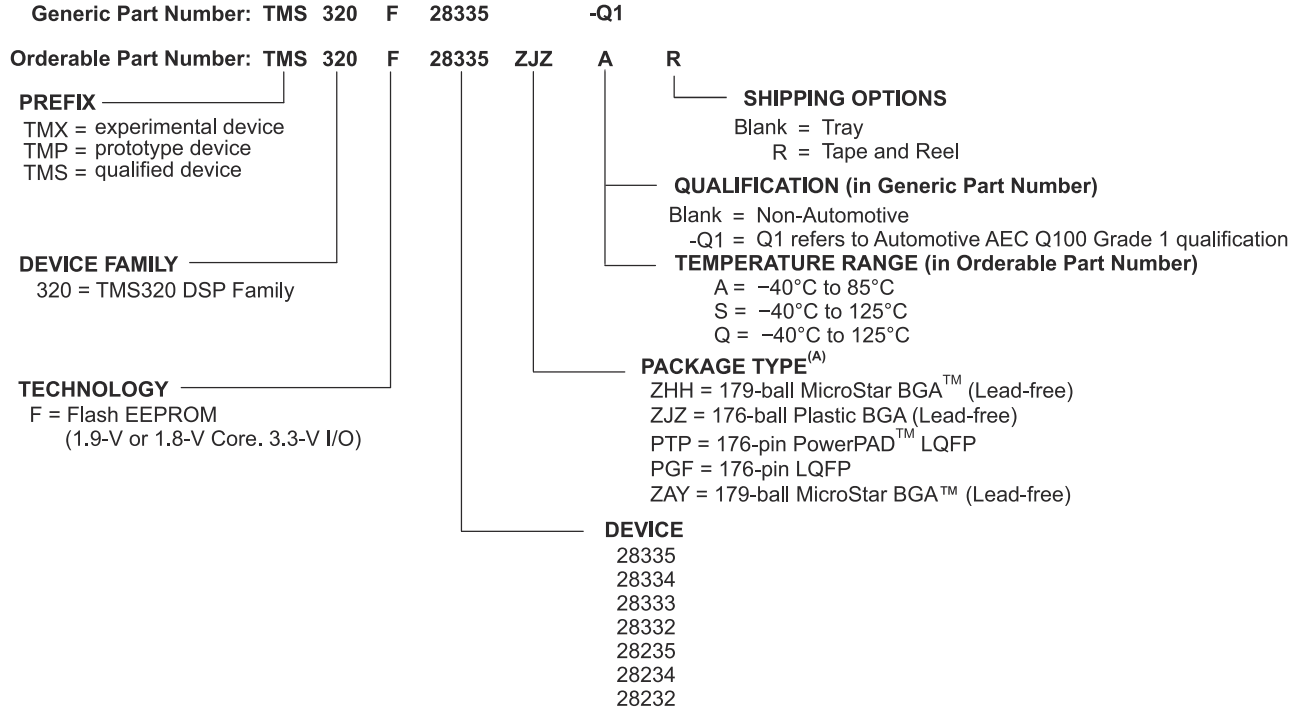 Generic Part Number: TMS 320 F 28335 -Q1
Orderable Part Number: TMS 320 F 28335 ZJZ A R
PREFIX
TMX = experimental device
TMP = prototype device
TMS = qualified device
SHIPPING OPTIONS
Blank = Tray
R = Tape and Reel
QUALIFICATION (in Generic Part Number)
Blank = Non-Automotive
-Q1 = Q1 refers to Automotive AEC Q100 Grade 1 qualification
DEVICE FAMILY
320 = TMS320 DSP Family
TEMPERATURE RANGE (in Orderable Part Number)
A = −40°C to 85°C
S = −40°C to 125°C
Q = −40°C to 125°C
TECHNOLOGY
F = Flash EEPROM
(1.9-V or 1.8-V Core. 3.3-V I/O)
PACKAGE TYPE(A)
ZHH = 179-ball MicroStar BGA™ (Lead-free)
ZJZ = 176-ball Plastic BGA (Lead-free)
PTP = 176-pin PowerPAD™ LQFP
PGF = 176-pin LQFP
ZAY = 179-ball MicroStar BGA™ (Lead-free)
DEVICE
28335
28334
28333
28332
28235
28234
28232